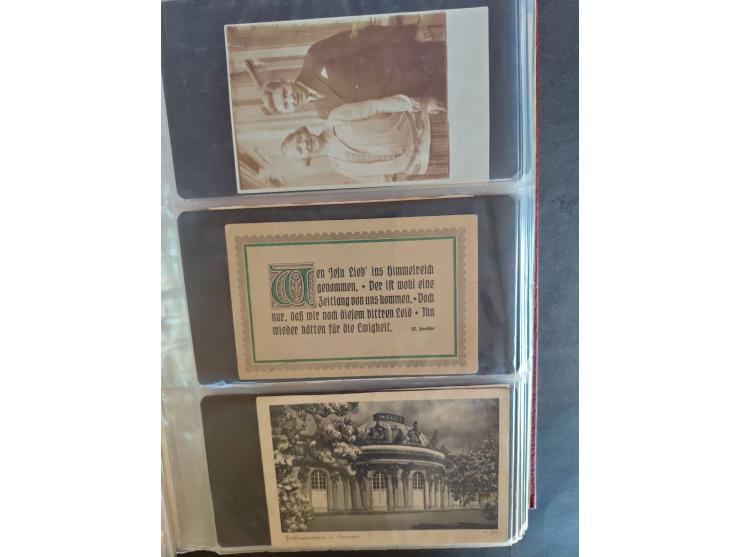 Wen Jesu Lieb' ins Himmelreich
genommen, • Der ist wohl eine
Zeitlang von uns kommen, • Doch
nur, daß wir nach diesem bittren Leid • Ihn
wieder hätten für die Ewigkeit.
M.